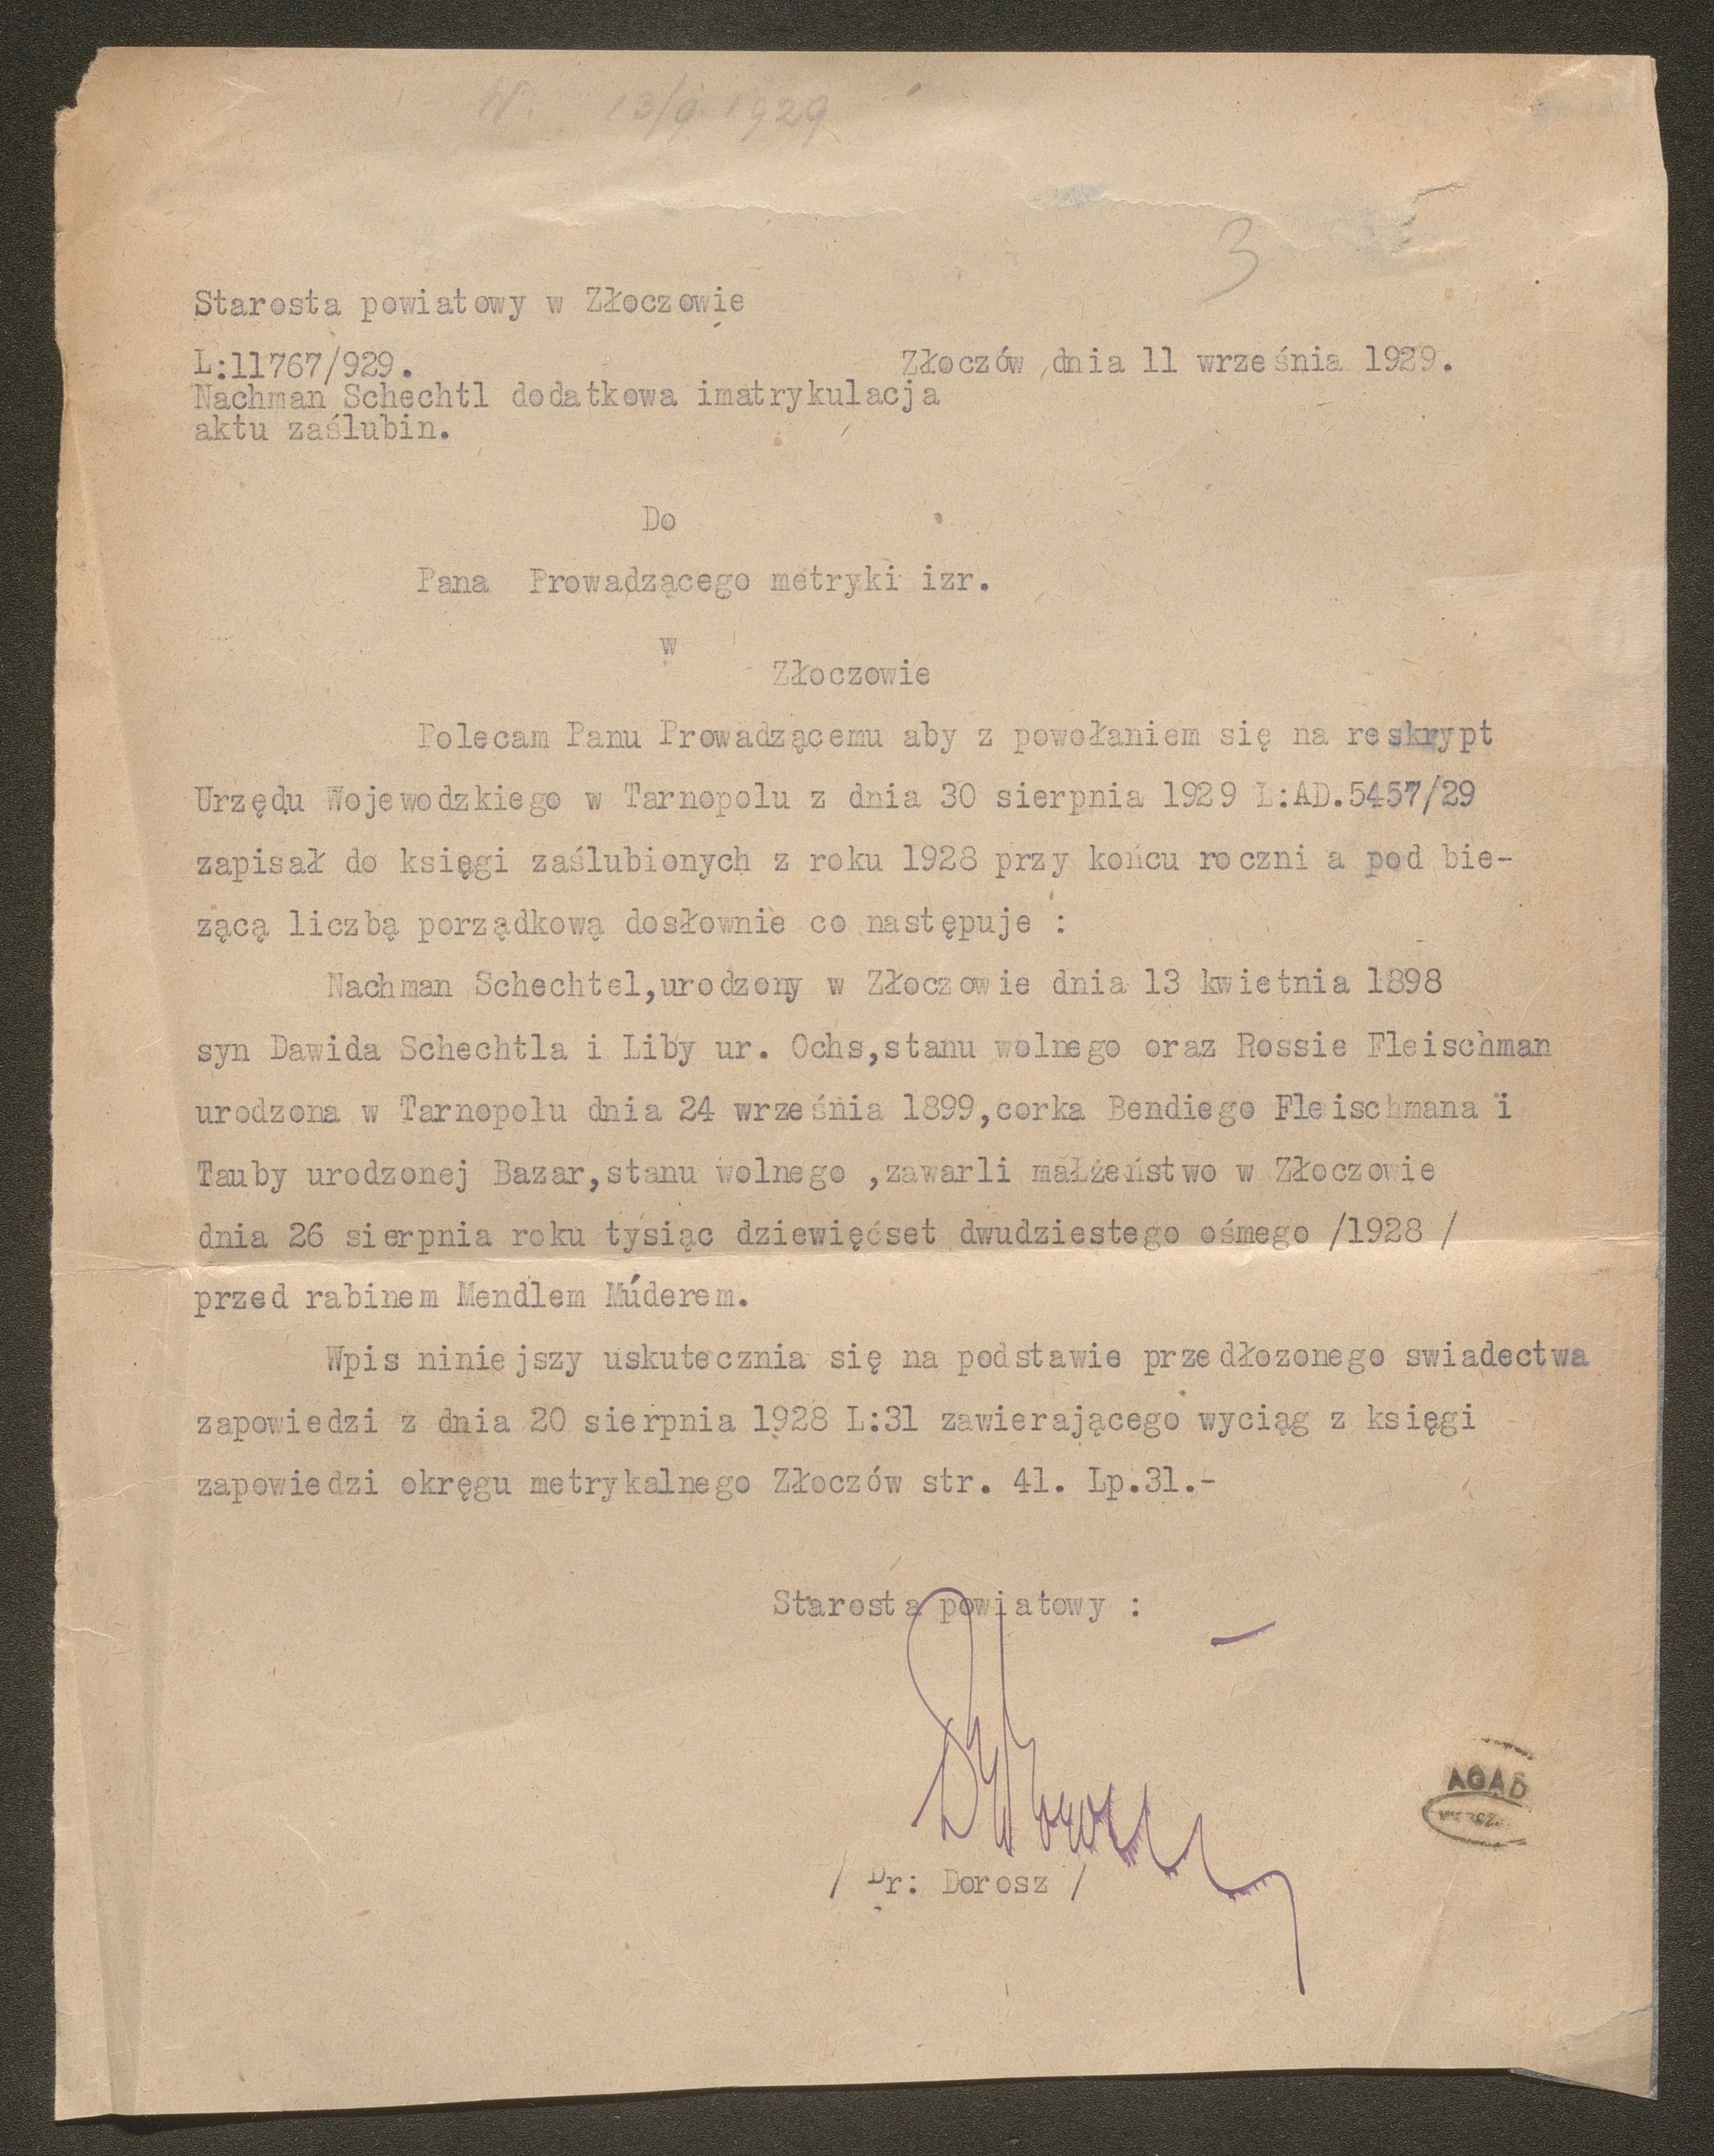 N. 13/9 1929
3
Starosta powiatowy w Złoczowie
L:11767/929. Złoczów ,dnia 11 września 1929.
Nachman Schechtl dodatkowa imatrykulacja
aktu zaślubin.
Do
Pana Prowadzącego metryki izr.
w
Złoczowie
Polecam Panu Prowadzącemu aby z powołaniem się na reskrypt
Urzędu Wojewodzkiego w Tarnopolu z dnia 30 sierpnia 1929 L:AD.5457/29
zapisał do księgi zaślubionych z roku 1928 przy końcu roczni a pod bie-
zącą liczbą porządkową dosłownie co następuje :
Nachman Schechtel,urodzony w Złoczowie dnia 13 kwietnia 1898
syn Dawida Schechtla i Liby ur. Ochs,stanu wolnego oraz Rossie Fleischman
urodzona w Tarnopolu dnia 24 września 1899,corka Bendiego Fleischmana i
Tauby urodzonej Bazar,stanu wolnego ,zawarli małżeństwo w Złoczowie
dnia 26 sierpnia roku tysiąc dziewięćset dwudziestego ośmego /1928 /
przed rabinem Mendlem Múderem.
Wpis niniejszy uskutecznia się na podstawie przedłozonego swiadectwa
zapowiedzi z dnia 20 sierpnia 1928 L:31 zawierającego wyciąg z księgi
zapowiedzi okręgu metrykalnego Złoczów str. 41. Lp.31.-
Starosta powiatowy :
/ Dr: Dorosz /
AGAD